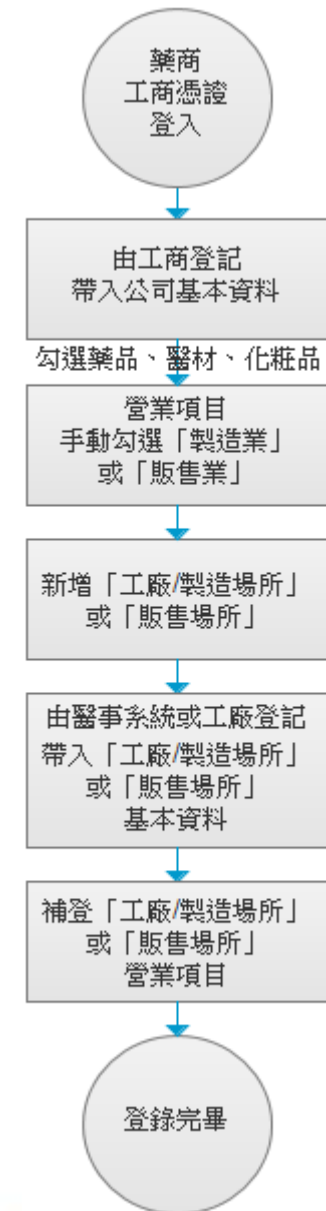 藥商
工商憑證
登入
由工商登記
帶入公司基本資料
勾選藥品、醫材、化粧品
營業項目
手動勾選「製造業」
或「販售業」
新增「工廠/製造場所」
或「販售場所」
由醫事系統或工廠登記
帶入「工廠/製造場所」
或「販售場所」
基本資料
補登「工廠/製造場所」
或「販售場所」
營業項目
登錄完畢